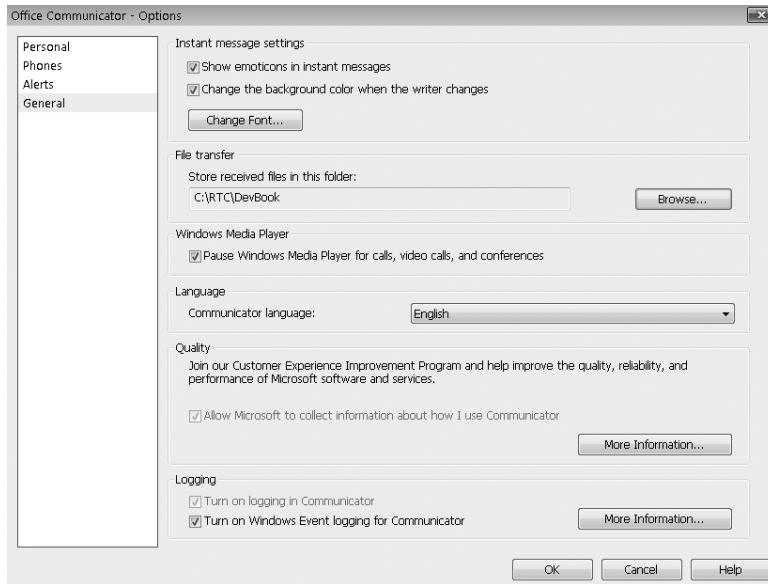 Office Communicator - Options
Personal
Phones
Alerts
General
Instant message settings
Show emoticons in instant messages
Change the background color when the writer changes
Change Font...
File transfer
Store received files in this folder:
C:\RTC\DevBook
Browse...
Windows Media Player
Pause Windows Media Player for calls, video calls, and conferences
Language
Communicator language:
English
Quality
Join our Customer Experience Improvement Program and help improve the quality, reliability, and
performance of Microsoft software and services.
Allow Microsoft to collect information about how I use Communicator
More Information...
Logging
Turn on logging in Communicator
Turn on Windows Event logging for Communicator
More Information...
OK
Cancel
Help